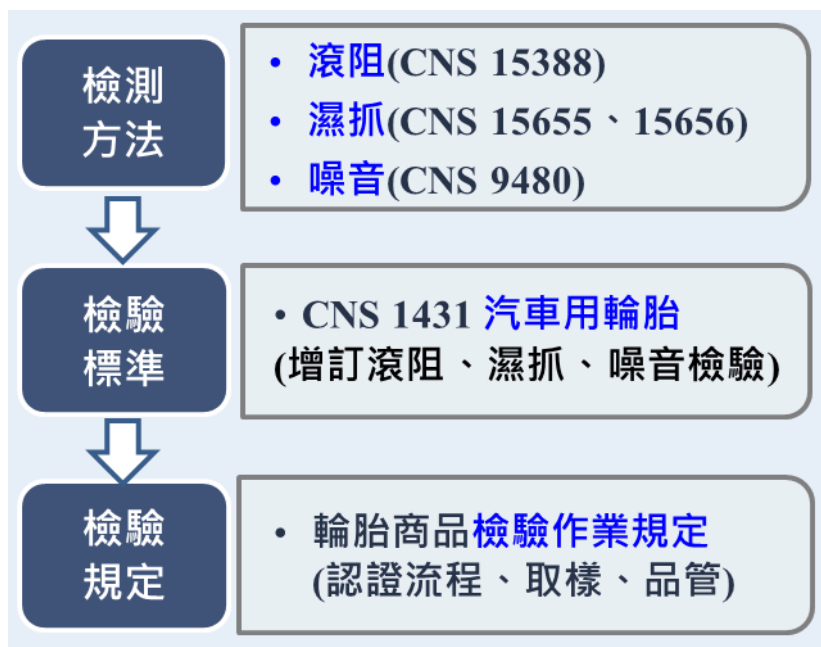 檢測
方法
• 滾阻(CNS 15388)
• 濕抓(CNS 15655、15656)
• 噪音(CNS 9480)
檢驗
標準
• CNS 1431 汽車用輪胎
(增訂滾阻、濕抓、噪音檢驗)
檢驗
規定
• 輪胎商品檢驗作業規定
(認證流程、取樣、品管)